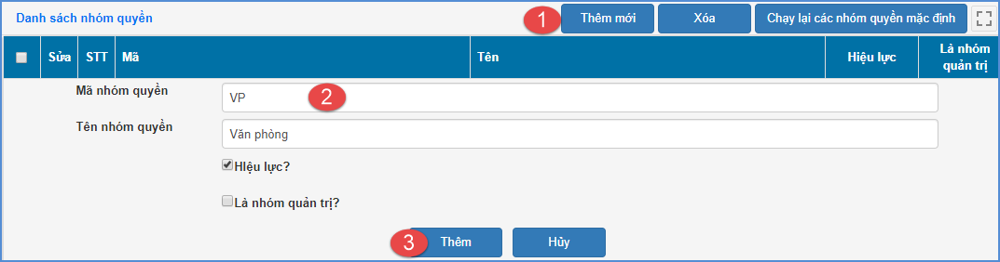 Danh sách nhóm quyền
1 Thêm mới Xóa Chạy lại các nhóm quyền mặc định
Sửa STT Mã Tên Hiệu lực Là nhóm
quản trị
Mã nhóm quyền VP 2
Tên nhóm quyền Văn phòng
Hiệu lực?
Là nhóm quản trị?
3 Thêm Hủy